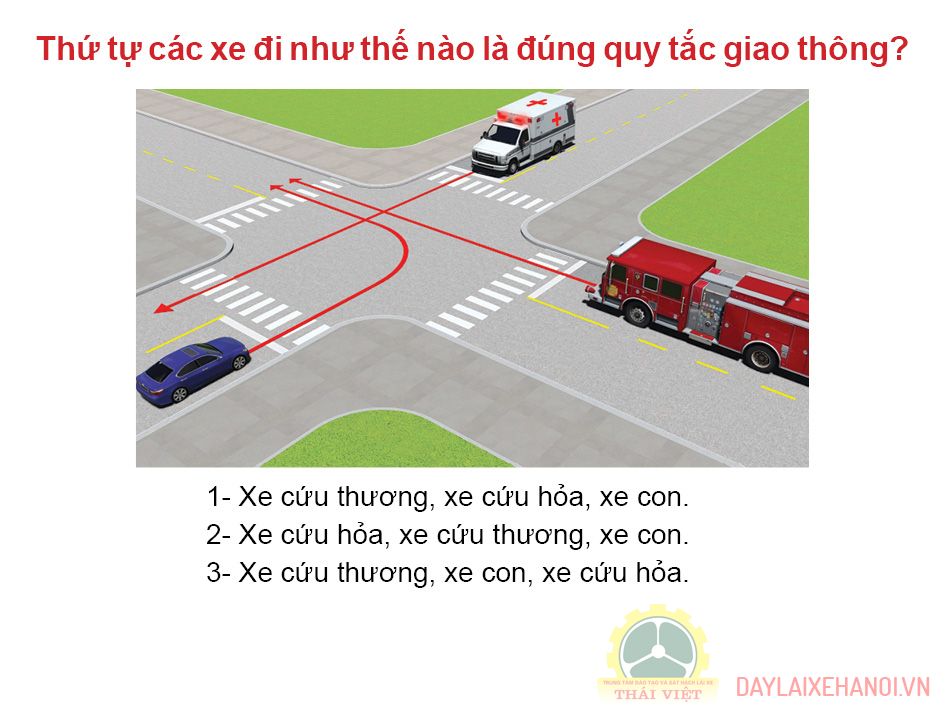 Thứ tự các xe đi như thế nào là đúng quy tắc giao thông?
1- Xe cứu thương, xe cứu hỏa, xe con.
2- Xe cứu hỏa, xe cứu thương, xe con.
3- Xe cứu thương, xe con, xe cứu hỏa.
TRUNG TÂM ĐÀO TẠO VÀ SÁT HẠCH LÁI XE
THÁI VIỆT
DAYLAIXEHANOI.VN